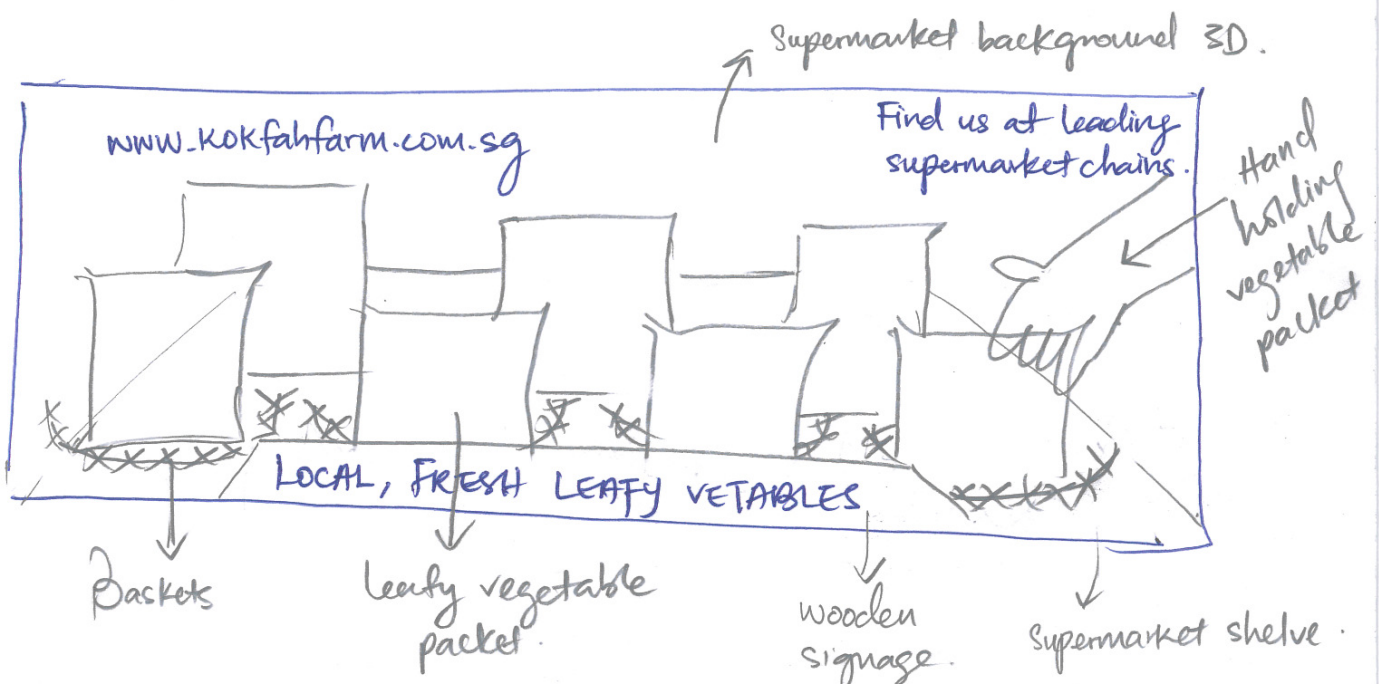 Supermarket background 3D.
www.kokfahfarm.com.sg
Find us at leading
supermarket chains.
Hand
holding
vegetable
packet
LOCAL, FRESH LEAFY VETABLES
Baskets
leafy vegetable
packet.
wooden
signage.
Supermarket shelve.